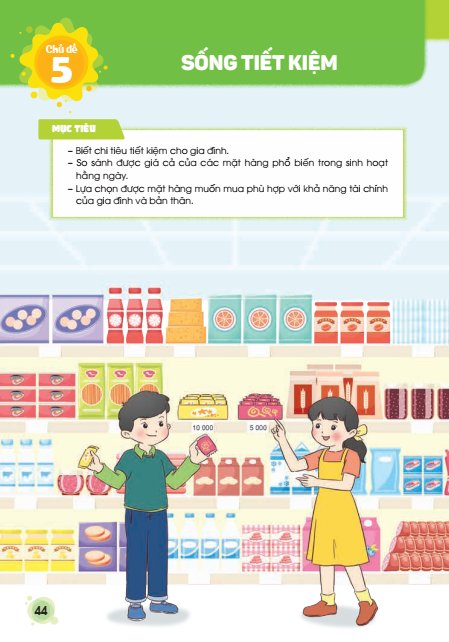 Chủ đề
5
SỐNG TIẾT KIỆM
MỤC TIÊU
– Biết chi tiêu tiết kiệm cho gia đình.
– So sánh được giá cả của các mặt hàng phổ biến trong sinh hoạt
hằng ngày.
– Lựa chọn được mặt hàng muốn mua phù hợp với khả năng tài chính
của gia đình và bản thân.
10 000
5 000
44